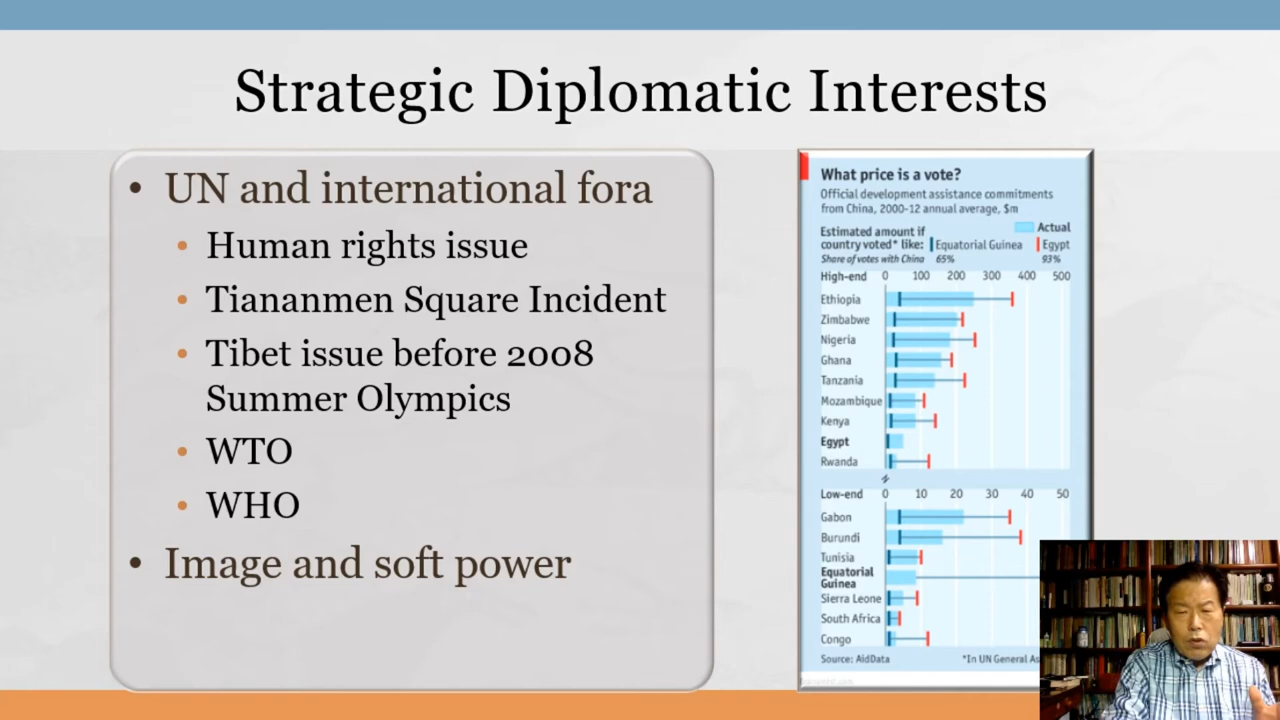 Strategic Diplomatic Interests
• UN and international fora
• Human rights issue
• Tiananmen Square Incident
• Tibet issue before 2008
Summer Olympics
• WTO
• WHO
• Image and soft power
What price is a vote?
Official development assistance commitments
from China, 2000-12 annual average, $m
Actual
Estimated amount if
country voted* like: Equatorial Guinea Egypt
Share of votes with China 65% 93%
High-end 0 100 200 300 400 500
Ethiopia
Zimbabwe
Nigeria
Ghana
Tanzania
Mozambique
Kenya
Egypt
Rwanda
Low-end 0 10 20 30 40 50
Gabon
Burundi
Tunisia
Equatorial
Guinea
Sierra Leone
South Africa
Congo
Source: AidData *In UN General